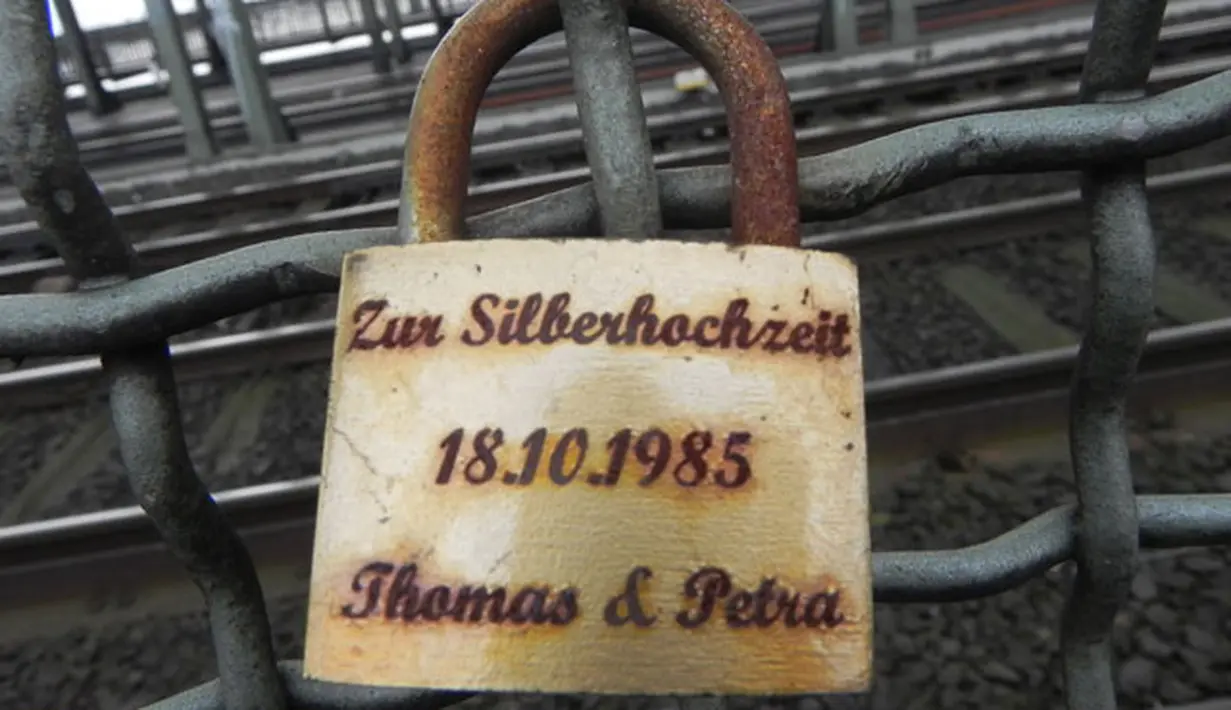 Zur Silberhochzeit
18.10.1985
Thomas & Petra